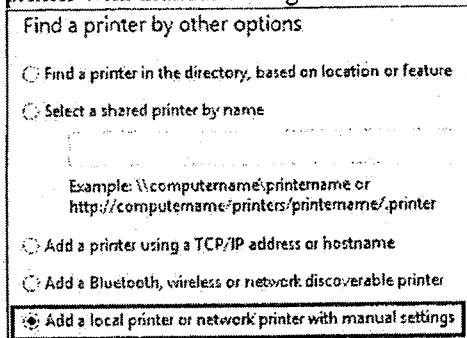 Find a printer by other options
Find a printer in the directory, based on location or feature
Select a shared printer by name
Example: \\computername\printername or
http://computername/printers/printername/.printer
Add a printer using a TCP/IP address or hostname
Add a Bluetooth, wireless or network discoverable printer
Add a local printer or network printer with manual settings